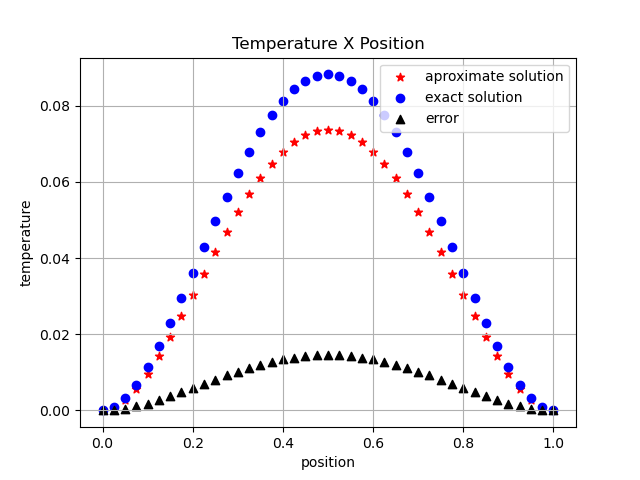 Temperature X Position
aproximate solution
exact solution
error
temperature
0.08
0.06
0.04
0.02
0.00
0.0 0.2 0.4 0.6 0.8 1.0
position